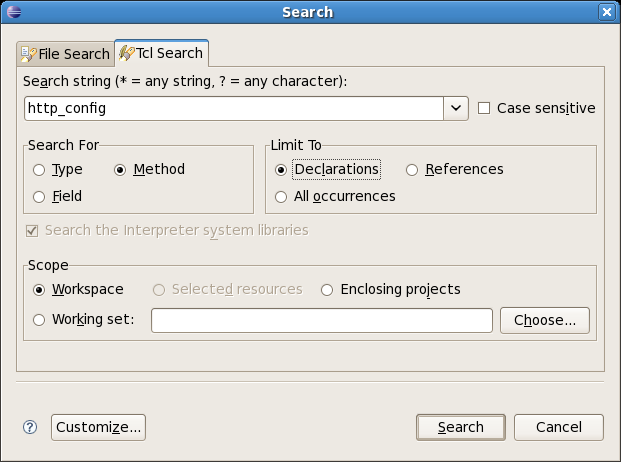 Search
File Search Tcl Search
Search string (* = any string, ? = any character):
http_config Case sensitive
Search For Limit To
Type Method Declarations References
Field All occurrences
Search the Interpreter system libraries
Scope
Workspace Selected resources Enclosing projects
Working set: Choose...
? Customize... Search Cancel